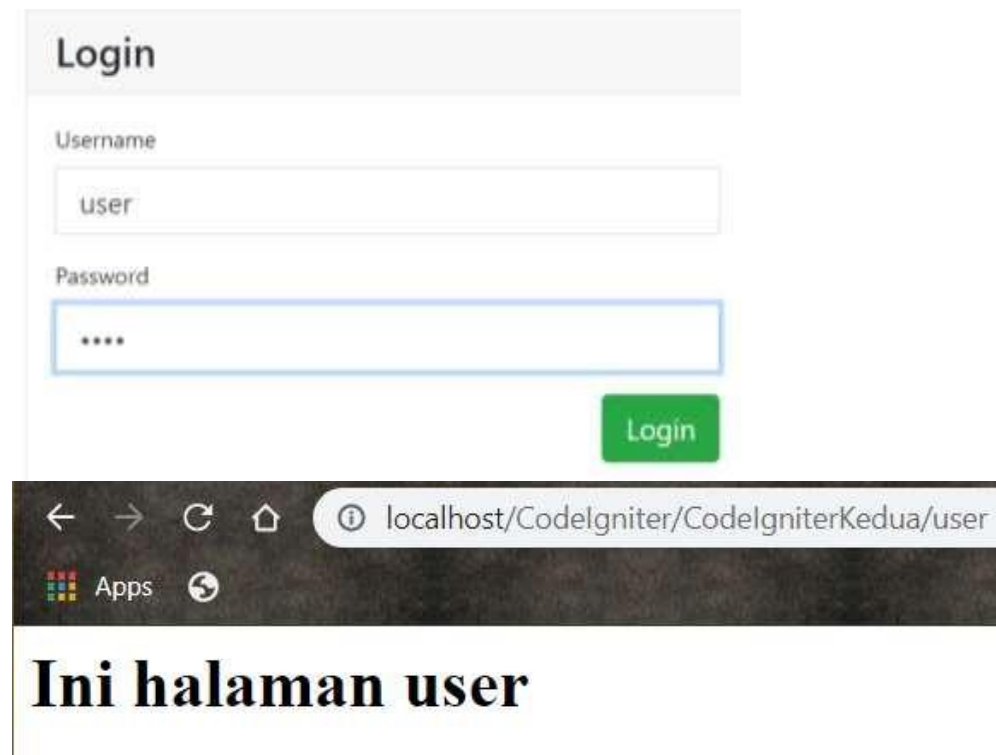 Login
Username
user
Password
••••
Login
localhost/CodeIgniter/CodeIgniterKedua/user
Apps
Ini halaman user